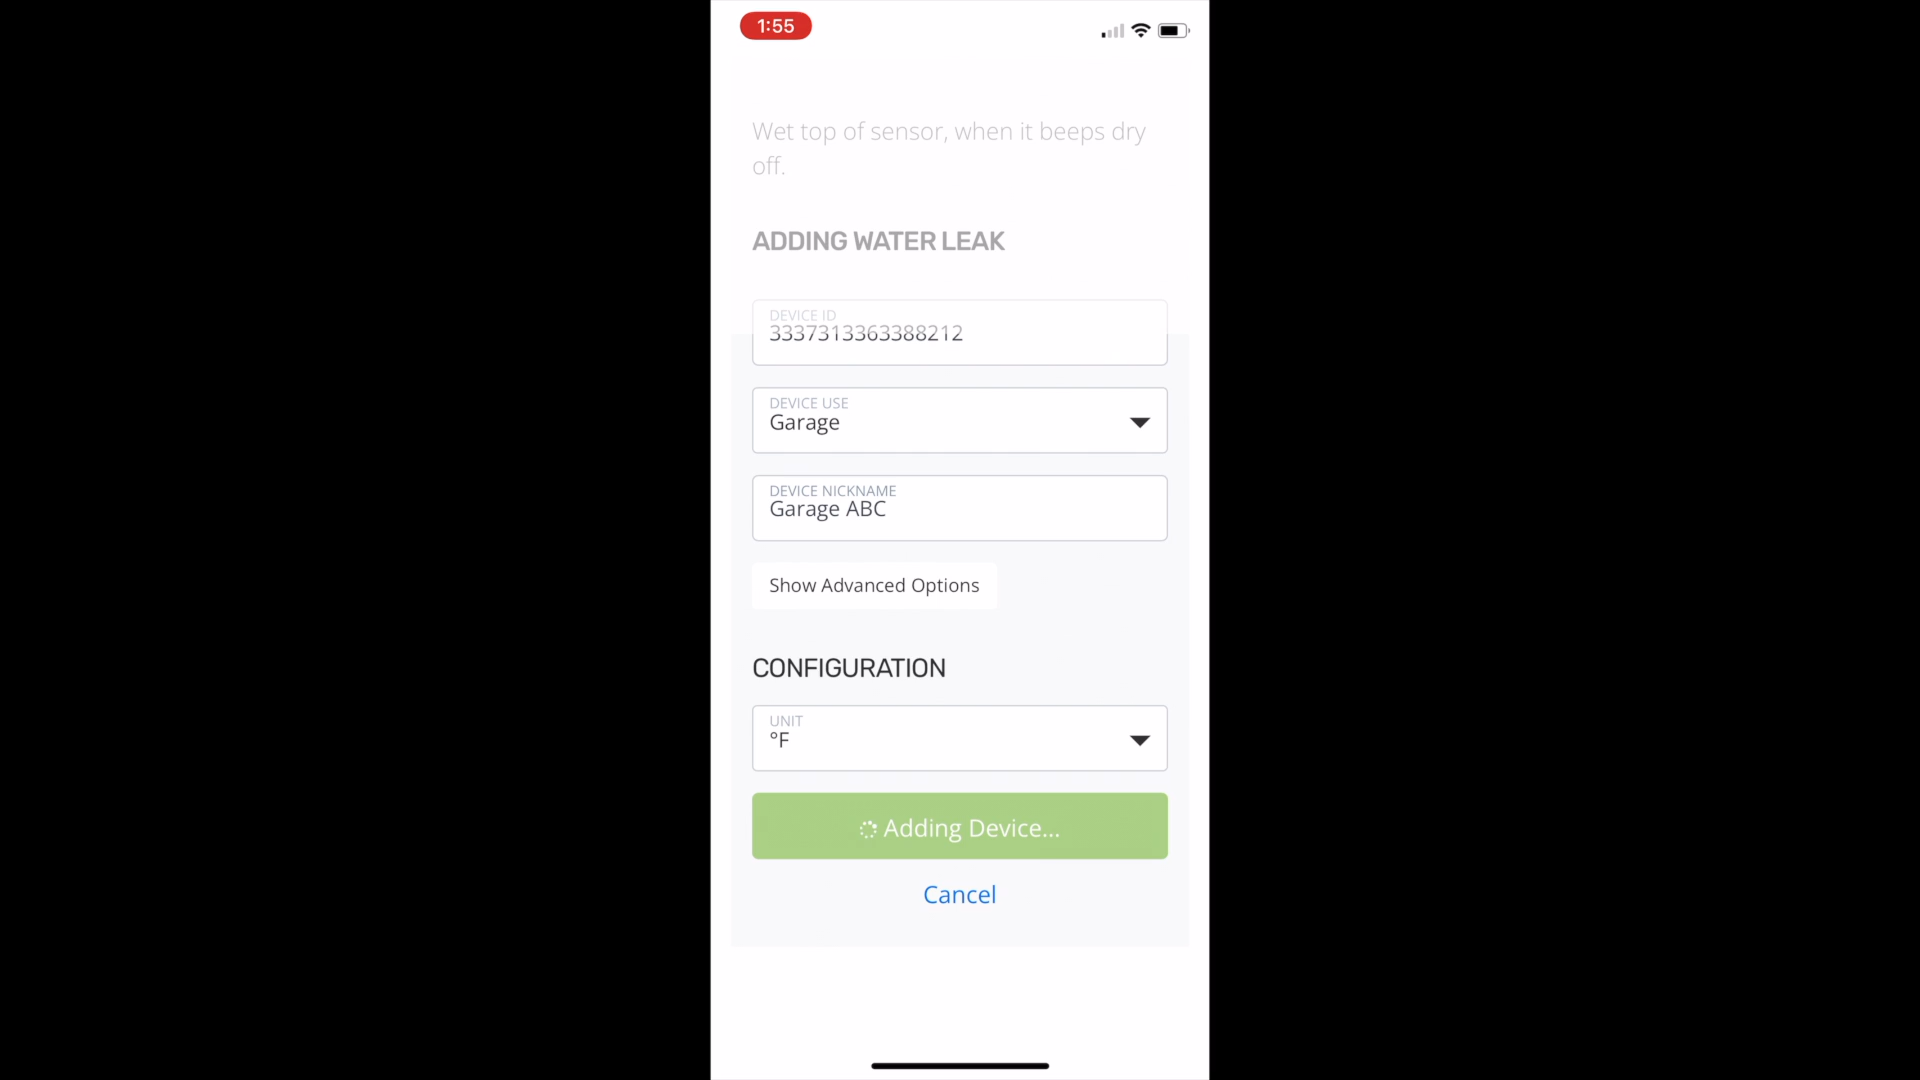 1:55
Wet top of sensor, when it beeps dry
off.
ADDING WATER LEAK
DEVICE ID
3337313363388212
DEVICE USE
Garage
DEVICE NICKNAME
Garage ABC
Show Advanced Options
CONFIGURATION
UNIT
°F
Adding Device...
Cancel